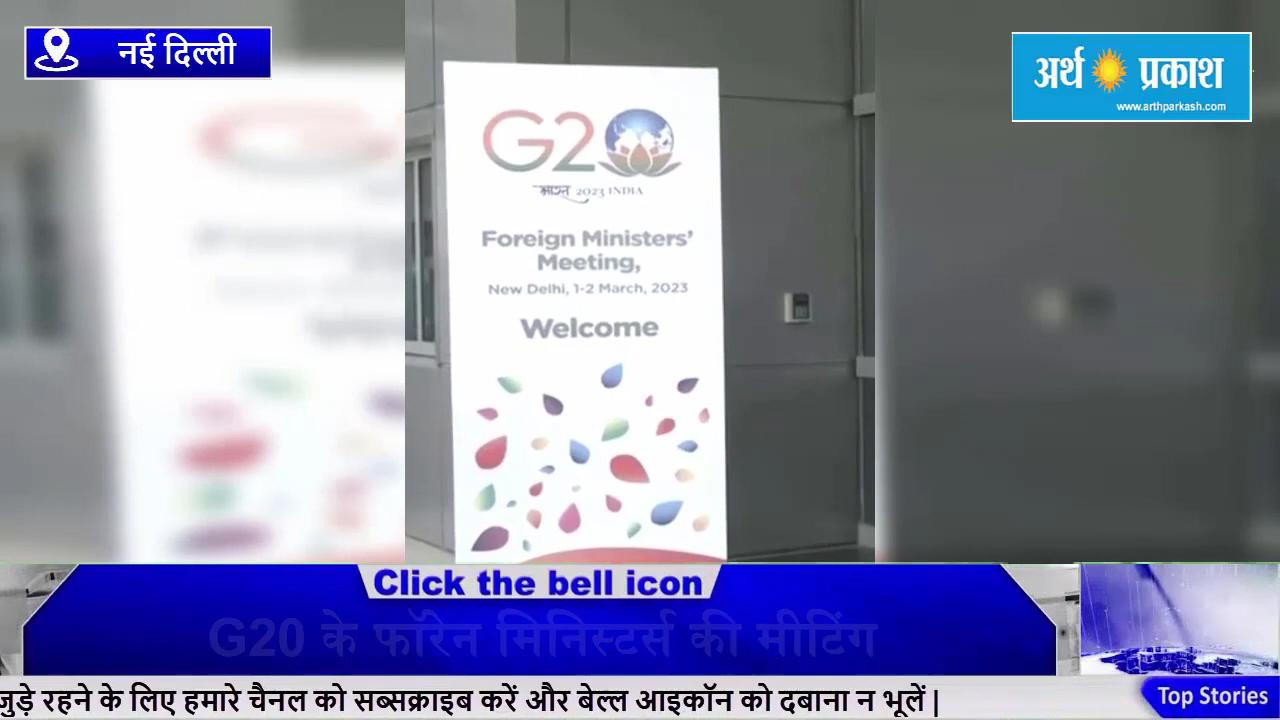 नई दिल्ली
अर्थ प्रकाश
www.arthparkash.com
G20
भारत 2023 INDIA
Foreign Ministers’
Meeting,
New Delhi, 1-2 March, 2023
Welcome
Click the bell icon
G20 के फॉरेन मिनिस्टर्स की मीटिंग
जुड़े रहने के लिए हमारे चैनल को सब्सक्राइब करें और बेल्ल आइकॉन को दबाना न भूलें |
Top Stories